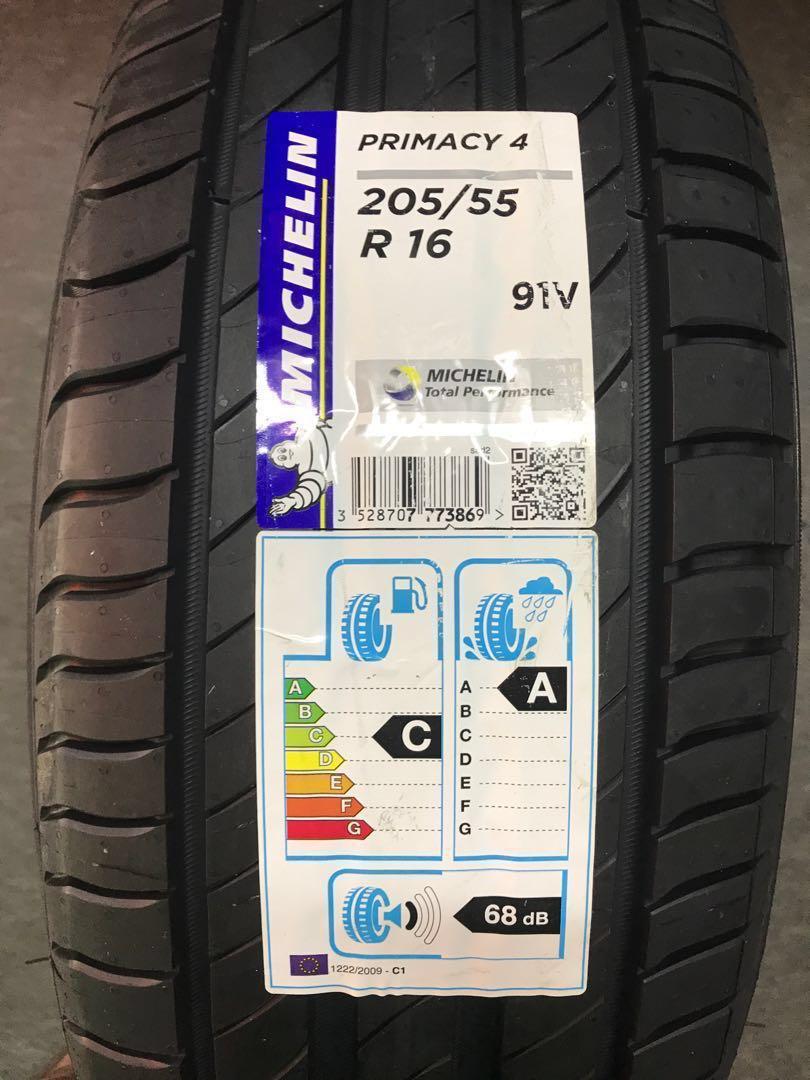 MICHELIN
PRIMACY 4
205/55
R 16
91V
MICHELIN
Total Performance
3 528707 773869 >
A
B
C
D
E
F
G
C
A
B
C
D
E
F
G
A
68 dB
1222/2009 - C1